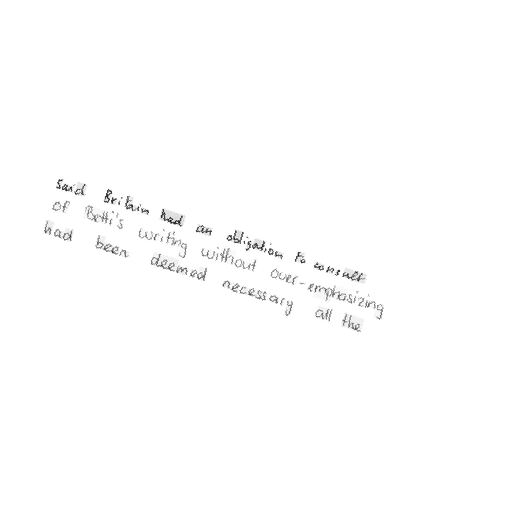 said Britain had an obligation to consult
of Betti's writing without over-emphasizing
had been deemed necessary all the